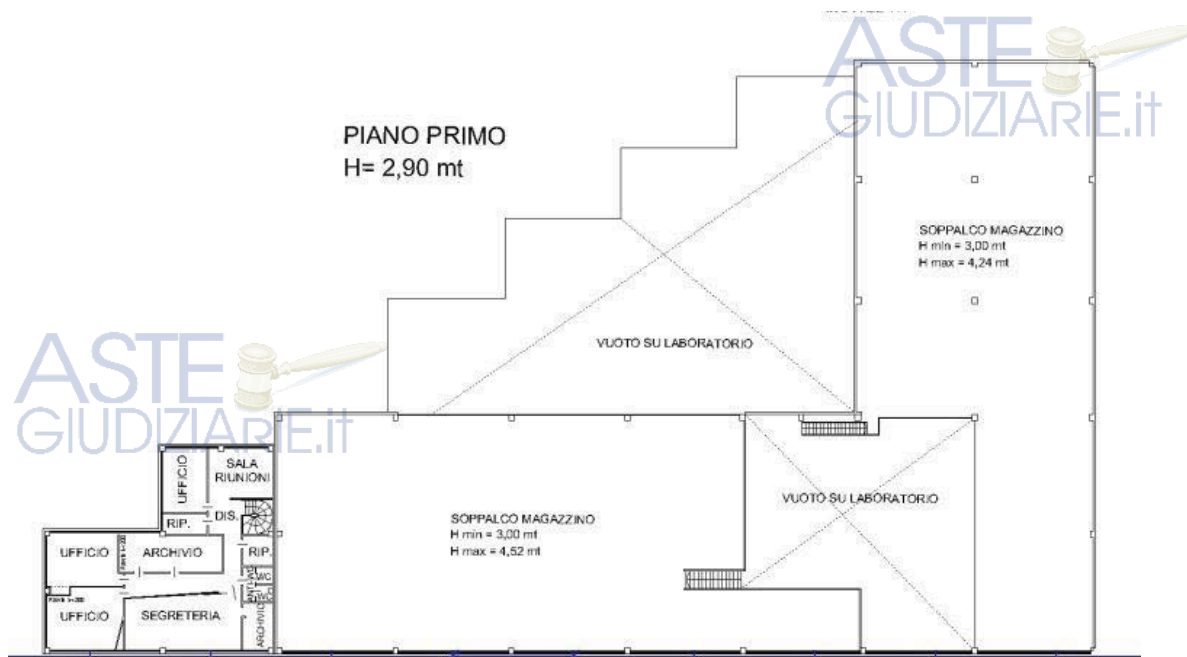 ASTE
GIUDIZIARIE.it
PIANO PRIMO
H= 2,90 mt
SOPPALCO MAGAZZINO
H min = 3,00 mt
H max = 4,24 mt
VUOTO SU LABORATORIO
ASTE
GIUDIZIARIE.it
UFFICIO
SALA
RIUNIONI
RIP.
DIS.
VUOTO SU LABORATORIO
SOPPALCO MAGAZZINO
H min = 3,00 mt
H max = 4,52 mt
UFFICIO
ARCHIVIO
RIP.
WC
UFFICIO
SEGRETERIA
ARCHIVIO